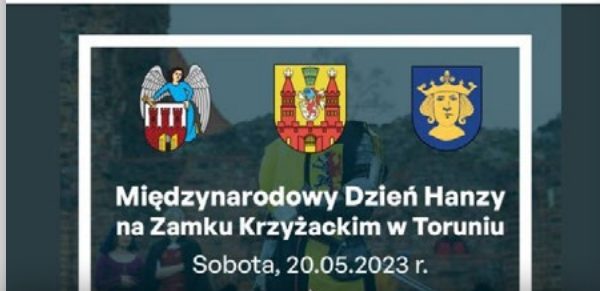 Międzynarodowy Dzień Hanzy
na Zamku Krzyżackim w Toruniu
Sobota, 20.05.2023 r.